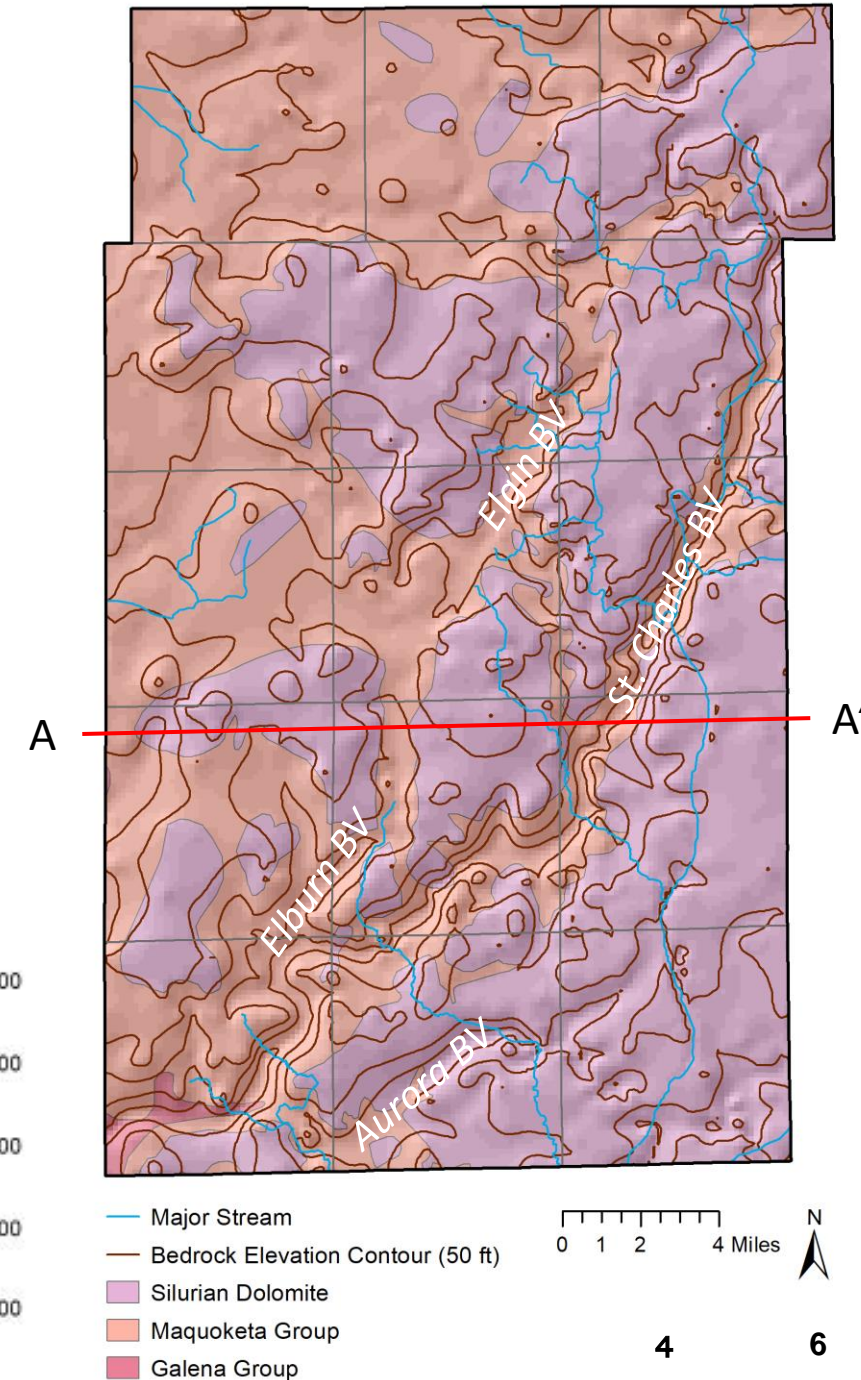 Elgin BV
St. Charles BV
A
A'
Elburn BV
Aurora BV
00
00
00
00
00
Major Stream
Bedrock Elevation Contour (50 ft)
Silurian Dolomite
Maquoketa Group
Galena Group
0 1 2 4 Miles
N
4 6